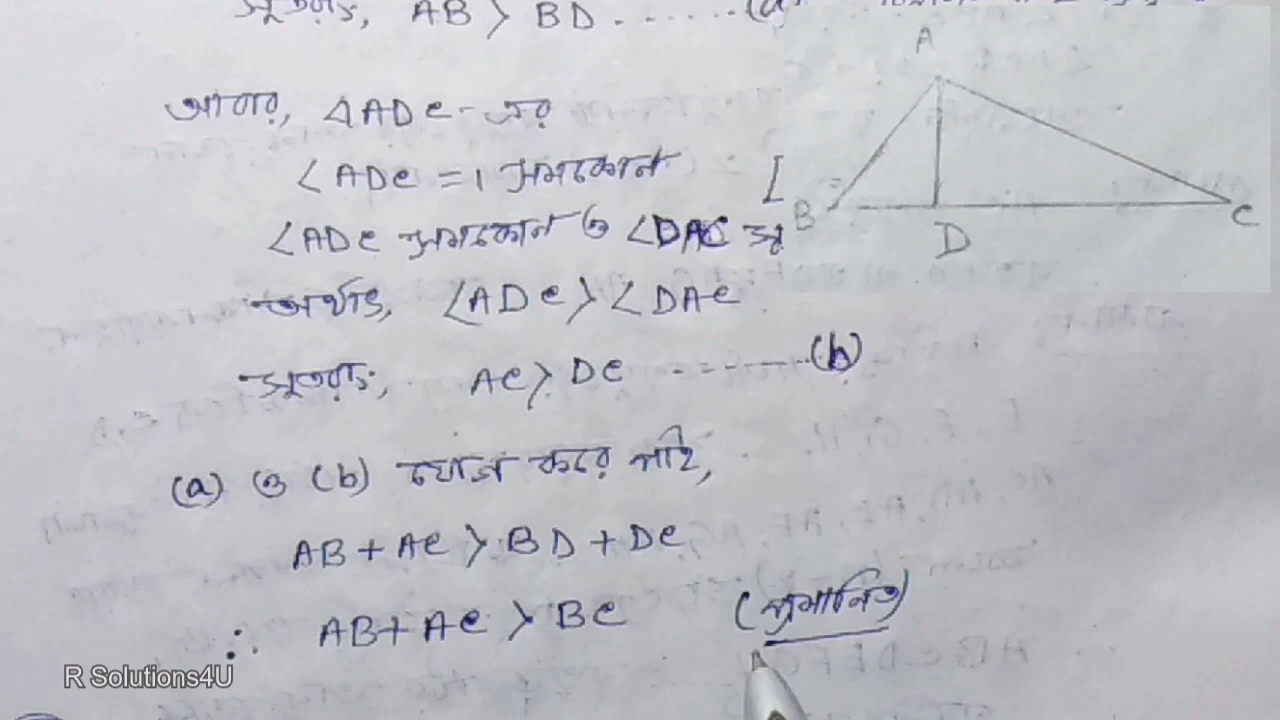 সুতরাং, AB > BD ....... (a)
A
আবার, △ADC- এর
∠ADC = 1 সমকোন [
B D C
∠ADC সমকোন ও ∠DAC সূ
অর্থাৎ, ∠ADC > ∠DAC
সুতরাং, AC > DC - - - - - - - (b)
(a) ও (b) যোগ করে পাই,
AB + AC > BD + DC
∴ AB + AC > BC (প্রমানিত)
R Solutions4U